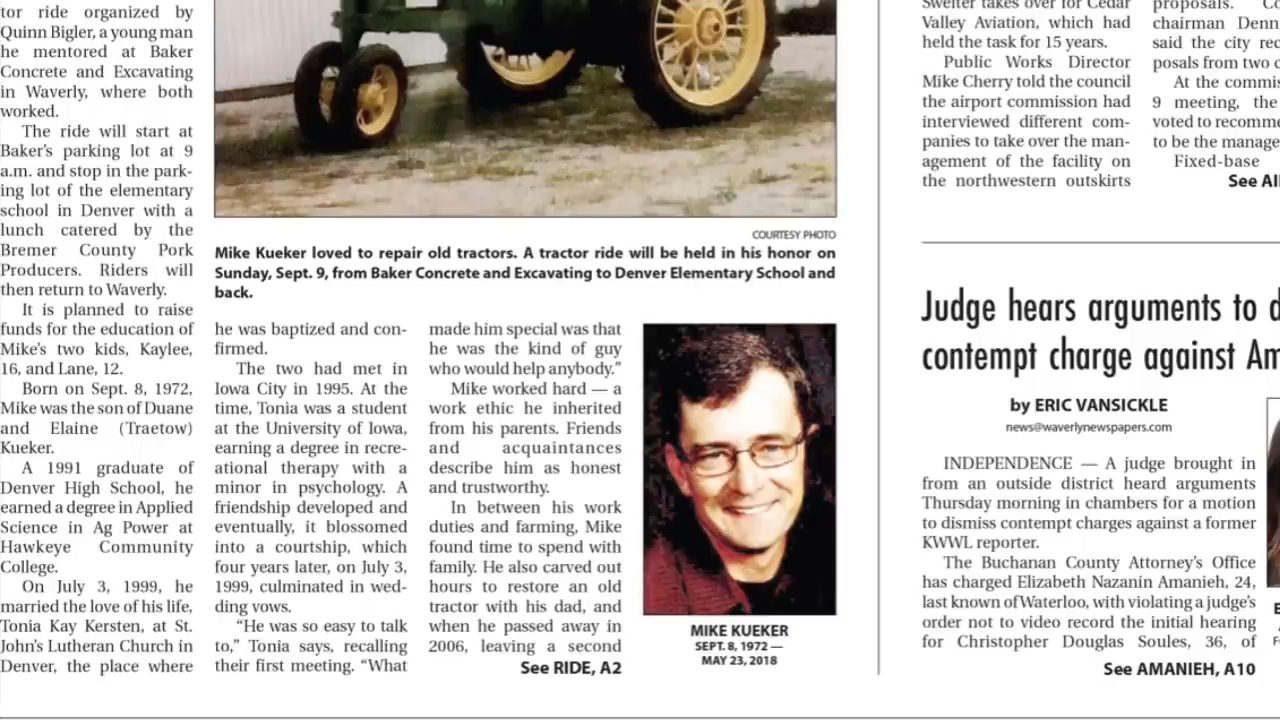 tor ride organized by
Quinn Bigler, a young man
he mentored at Baker
Concrete and Excavating
in Waverly, where both
worked.
The ride will start at
Baker's parking lot at 9
a.m. and stop in the park-
ing lot of the elementary
school in Denver with a
lunch catered by the
Bremer County Pork
Producers. Riders will
then return to Waverly.
It is planned to raise
funds for the education of
Mike's two kids, Kaylee,
16, and Lane, 12.
Born on Sept. 8, 1972,
Mike was the son of Duane
and Elaine (Traetow)
Kueker.
A 1991 graduate of
Denver High School, he
earned a degree in Applied
Science in Ag Power at
Hawkeye Community
College.
On July 3, 1999, he
married the love of his life,
Tonia Kay Kersten, at St.
John's Lutheran Church in
Denver, the place where
COURTESY PHOTO
Mike Kueker loved to repair old tractors. A tractor ride will be held in his honor on
Sunday, Sept. 9, from Baker Concrete and Excavating to Denver Elementary School and
back.
he was baptized and con-
firmed.
The two had met in
Iowa City in 1995. At the
time, Tonia was a student
at the University of Iowa,
earning a degree in recre-
ational therapy with a
minor in psychology. A
friendship developed and
eventually, it blossomed
into a courtship, which
four years later, on July 3,
1999, culminated in wed-
ding vows.
"He was so easy to talk
to," Tonia says, recalling
their first meeting. "What
made him special was that
he was the kind of guy
who would help anybody."
Mike worked hard — a
work ethic he inherited
from his parents. Friends
and acquaintances
describe him as honest
and trustworthy.
In between his work
duties and farming, Mike
found time to spend with
family. He also carved out
hours to restore an old
tractor with his dad, and
when he passed away in
2006, leaving a second
See RIDE, A2
MIKE KUEKER
SEPT. 8, 1972 —
MAY 23, 2018
Swelter takes over for Cedar
Valley Aviation, which had
held the task for 15 years.
Public Works Director
Mike Cherry told the council
the airport commission had
interviewed different com-
panies to take over the man-
agement of the facility on
the northwestern outskirts
proposals. Co
chairman Denn
said the city rec
posals from two c
At the commis
9 meeting, the
voted to recomme
to be the manage
Fixed-base
See AI
Judge hears arguments to d
contempt charge against Am
by ERIC VANSICKLE
news@waverlynewspapers.com
INDEPENDENCE — A judge brought in
from an outside district heard arguments
Thursday morning in chambers for a motion
to dismiss contempt charges against a former
KWWL reporter.
The Buchanan County Attorney's Office
has charged Elizabeth Nazanin Amanieh, 24,
last known of Waterloo, with violating a judge's
order not to video record the initial hearing
for Christopher Douglas Soules, 36, of
See AMANIEH, A10